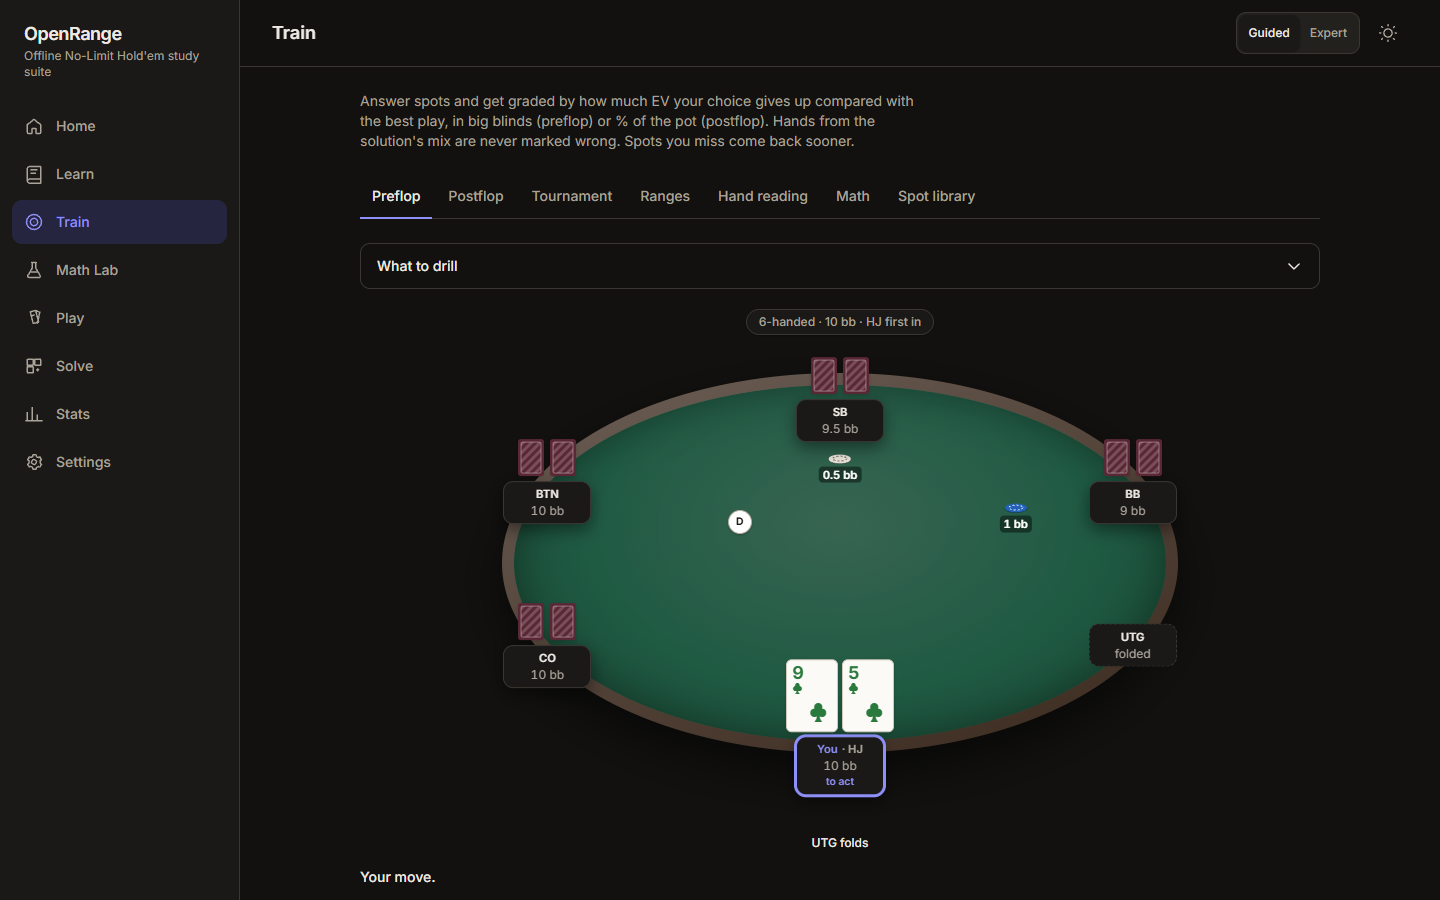 OpenRange
Offline No-Limit Hold'em study
suite
Home
Learn
Train
Math Lab
Play
Solve
Stats
Settings
Train
Guided
Expert
Answer spots and get graded by how much EV your choice gives up compared with
the best play, in big blinds (preflop) or % of the pot (postflop). Hands from the
solution's mix are never marked wrong. Spots you miss come back sooner.
Preflop
Postflop
Tournament
Ranges
Hand reading
Math
Spot library
What to drill
6-handed · 10 bb · HJ first in
SB
9.5 bb
0.5 bb
BTN
10 bb
BB
9 bb
D
1 bb
CO
10 bb
UTG
folded
9
5
You · HJ
10 bb
to act
UTG folds
Your move.